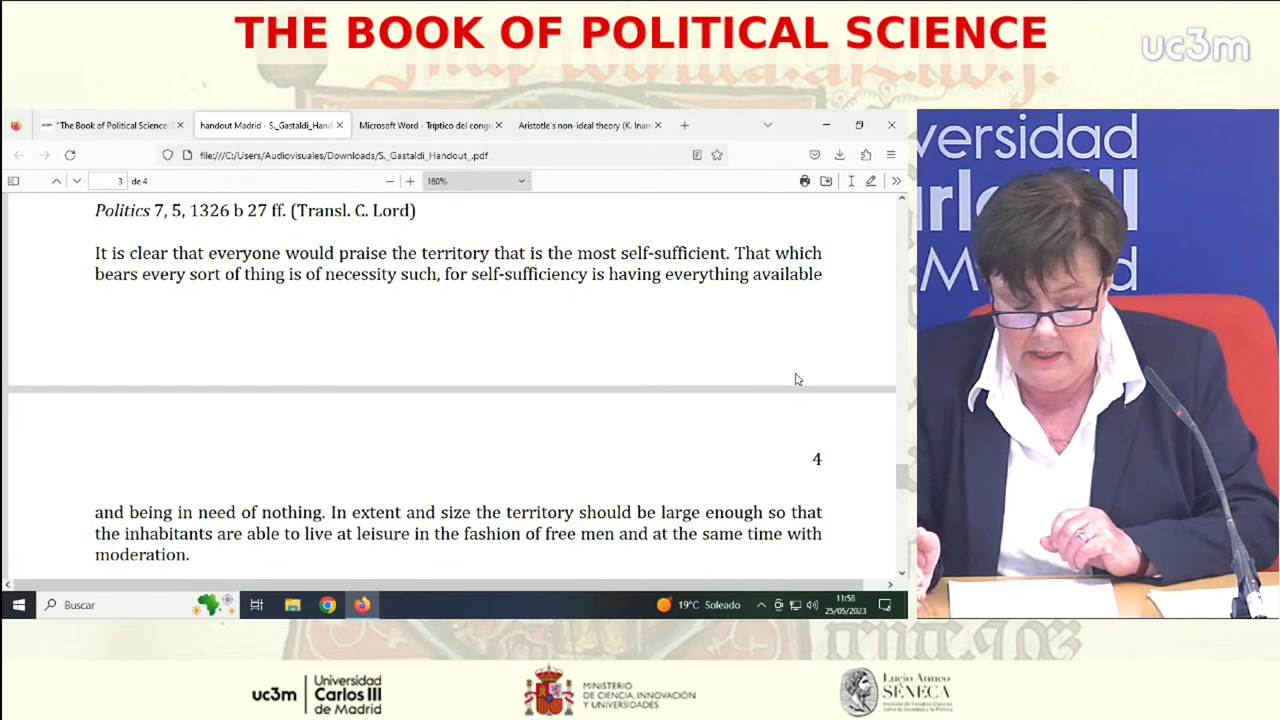 THE BOOK OF POLITICAL SCIENCE
uc3m
"The Book of Political Science:
handout Madrid - S._Gastaldi_Hand
Microsoft Word - Tríptico del congr
Aristotle's non-ideal theory (K. Inam
file:///C:/Users/Audiovisuales/Downloads/S._Gastaldi_Handout_.pdf
3 de 4
160%
Politics 7, 5, 1326 b 27 ff. (Transl. C. Lord)
It is clear that everyone would praise the territory that is the most self-sufficient. That which
bears every sort of thing is of necessity such, for self-sufficiency is having everything available
4
and being in need of nothing. In extent and size the territory should be large enough so that
the inhabitants are able to live at leisure in the fashion of free men and at the same time with
moderation.
Buscar
19°C Soleado
11:58
25/05/2023
versidad
arlos III
Madrid
uc3m
Universidad
Carlos III
de Madrid
MINISTERIO
DE CIENCIA, INNOVACIÓN
Y UNIVERSIDADES
Lucio Anneo
SÉNECA